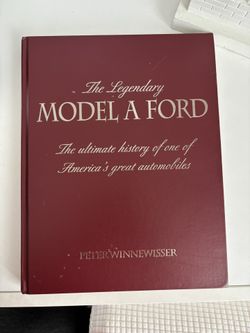 The Legendary
MODEL A FORD
The ultimate history of one of
America's great automobiles
PETER WINNEWISSER